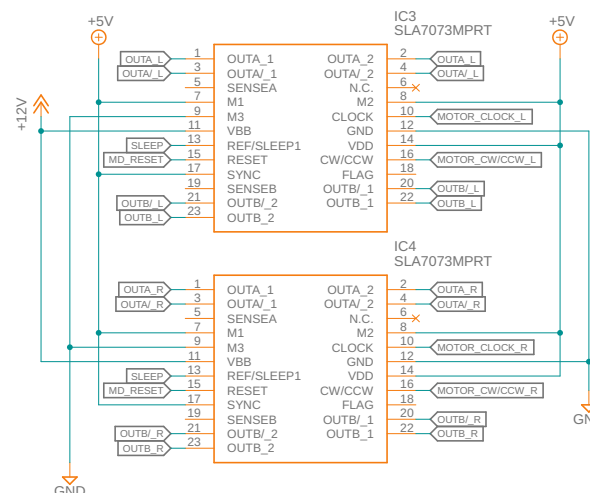 IC3
SLA7073MPRT
+5V
+5V
+12V
OUTA_L 1 OUTA_1 OUTA_2 2 OUTA_L
OUTA/_L 3 OUTA/_1 OUTA/_2 4 OUTA/_L
5 SENSEA N.C. 6
7 M1 M2 8
9 M3 CLOCK 10 MOTOR_CLOCK_L
11 VBB GND 12
SLEEP 13 REF/SLEEP1 VDD 14
MD_RESET 15 RESET CW/CCW 16 MOTOR_CW/CCW_L
17 SYNC FLAG 18
19 SENSEB OUTB/_1 20 OUTB/_L
OUTB/_L 21 OUTB/_2 OUTB_1 22 OUTB_L
OUTB_L 23 OUTB_2
IC4
SLA7073MPRT
OUTA_R 1 OUTA_1 OUTA_2 2 OUTA_R
OUTA/_R 3 OUTA/_1 OUTA/_2 4 OUTA/_R
5 SENSEA N.C. 6
7 M1 M2 8
9 M3 CLOCK 10 MOTOR_CLOCK_R
11 VBB GND 12
SLEEP 13 REF/SLEEP1 VDD 14
MD_RESET 15 RESET CW/CCW 16 MOTOR_CW/CCW_R
17 SYNC FLAG 18
19 SENSEB OUTB/_1 20 OUTB/_R
OUTB/_R 21 OUTB/_2 OUTB_1 22 OUTB_R
OUTB_R 23 OUTB_2
GND
GND